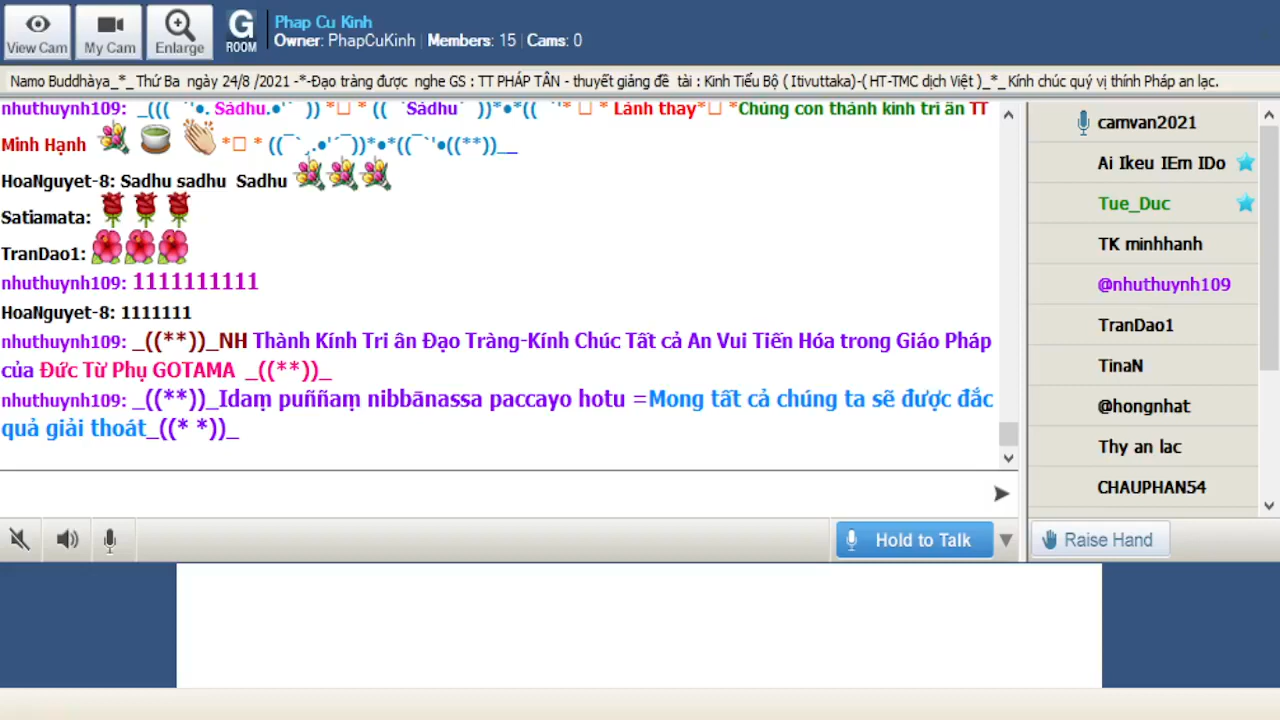 View Cam
My Cam
Enlarge
G
ROOM
Phap Cu Kinh
Owner: PhapCuKinh | Members: 15 | Cams: 0
Namo Buddhàya_*_ Thứ Ba ngày 24/8 /2021 -*-Đạo tràng được nghe GS : TT PHÁP TÂN - thuyết giảng đề tài : Kinh Tiểu Bộ ( Itivuttaka)-( HT-TMC dịch Việt )_*_ Kính chúc quý vị thính Pháp an lạc.
nhuthuynh109: _((( ¨`'●. Sàdhu.●'´¨ )) *□ * (( ¨Sàdhu¨ ))*●*(( ¨`'* □ * Lành thay*□ *Chúng con thành kính tri ân TT
Minh Hạnh *□ * ((¯`¸.●'´¯))*●*((¯`'●((**))__
HoaNguyet-8: Sadhu sadhu Sadhu
Satiamata:
TranDao1:
nhuthuynh109: 1111111111
HoaNguyet-8: 1111111
nhuthuynh109: _((**))_NH Thành Kính Tri ân Đạo Tràng-Kính Chúc Tất cả An Vui Tiến Hóa trong Giáo Pháp
của Đức Từ Phụ GOTAMA _((**))_
nhuthuynh109: _((**))_Idaṃ puññaṃ nibbānassa paccayo hotu =Mong tất cả chúng ta sẽ được đắc
quả giải thoát_((* *))_
camvan2021
Ai Ikeu IEm IDo
Tue_Duc
TK minhhanh
@nhuthuynh109
TranDao1
TinaN
@hongnhat
Thy an lac
CHAUPHAN54
Hold to Talk
Raise Hand